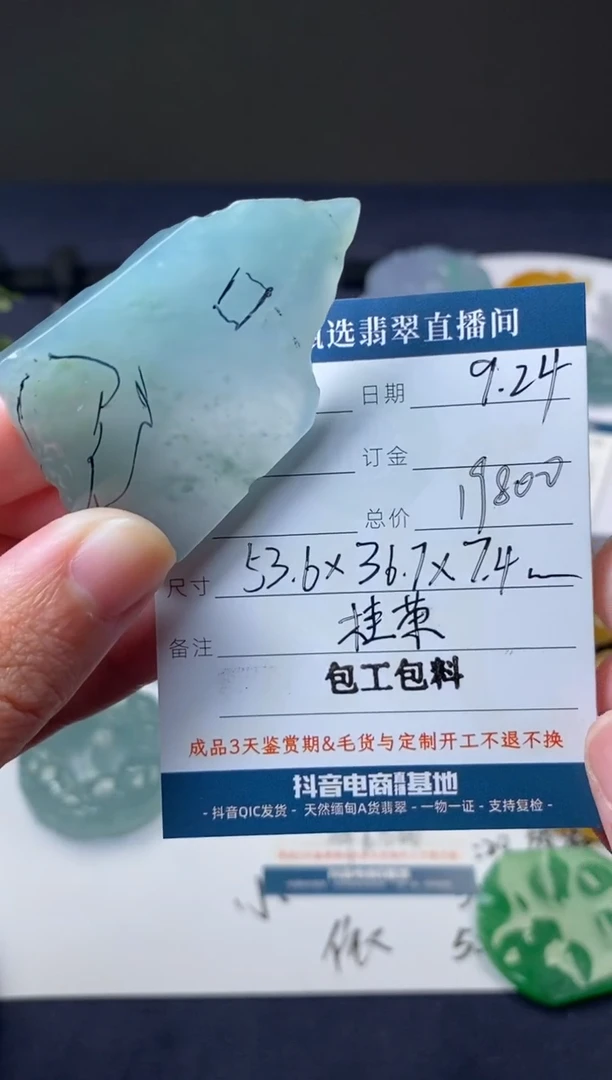 选翡翠直播间
日期 9.24
订金
总价 19800
尺寸 53.6×36.7×7.4
备注
包工包料
成品3天鉴赏期&毛货与定制开工不退不换
抖音电商直播基地
- 抖音QIC发货 - 天然缅甸A货翡翠 - 一物一证 - 支持复检 -